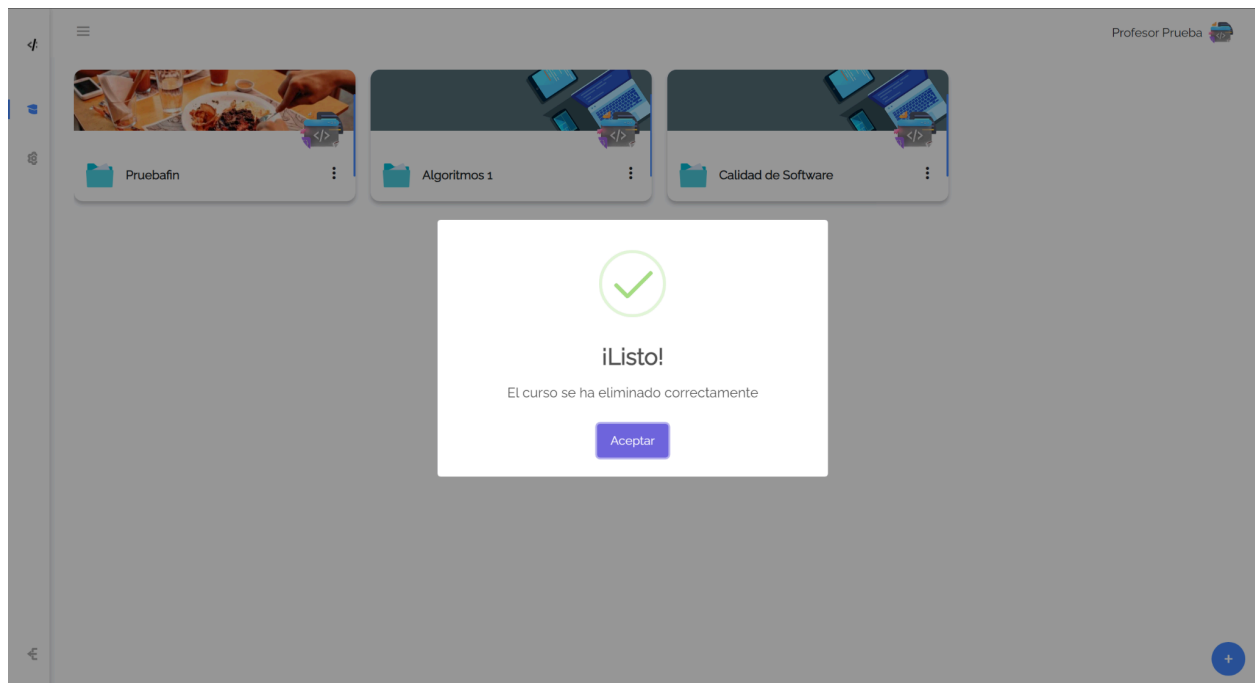 Profesor Prueba
Pruebafin
Algoritmos 1
Calidad de Software
¡Listo!
El curso se ha eliminado correctamente
Aceptar